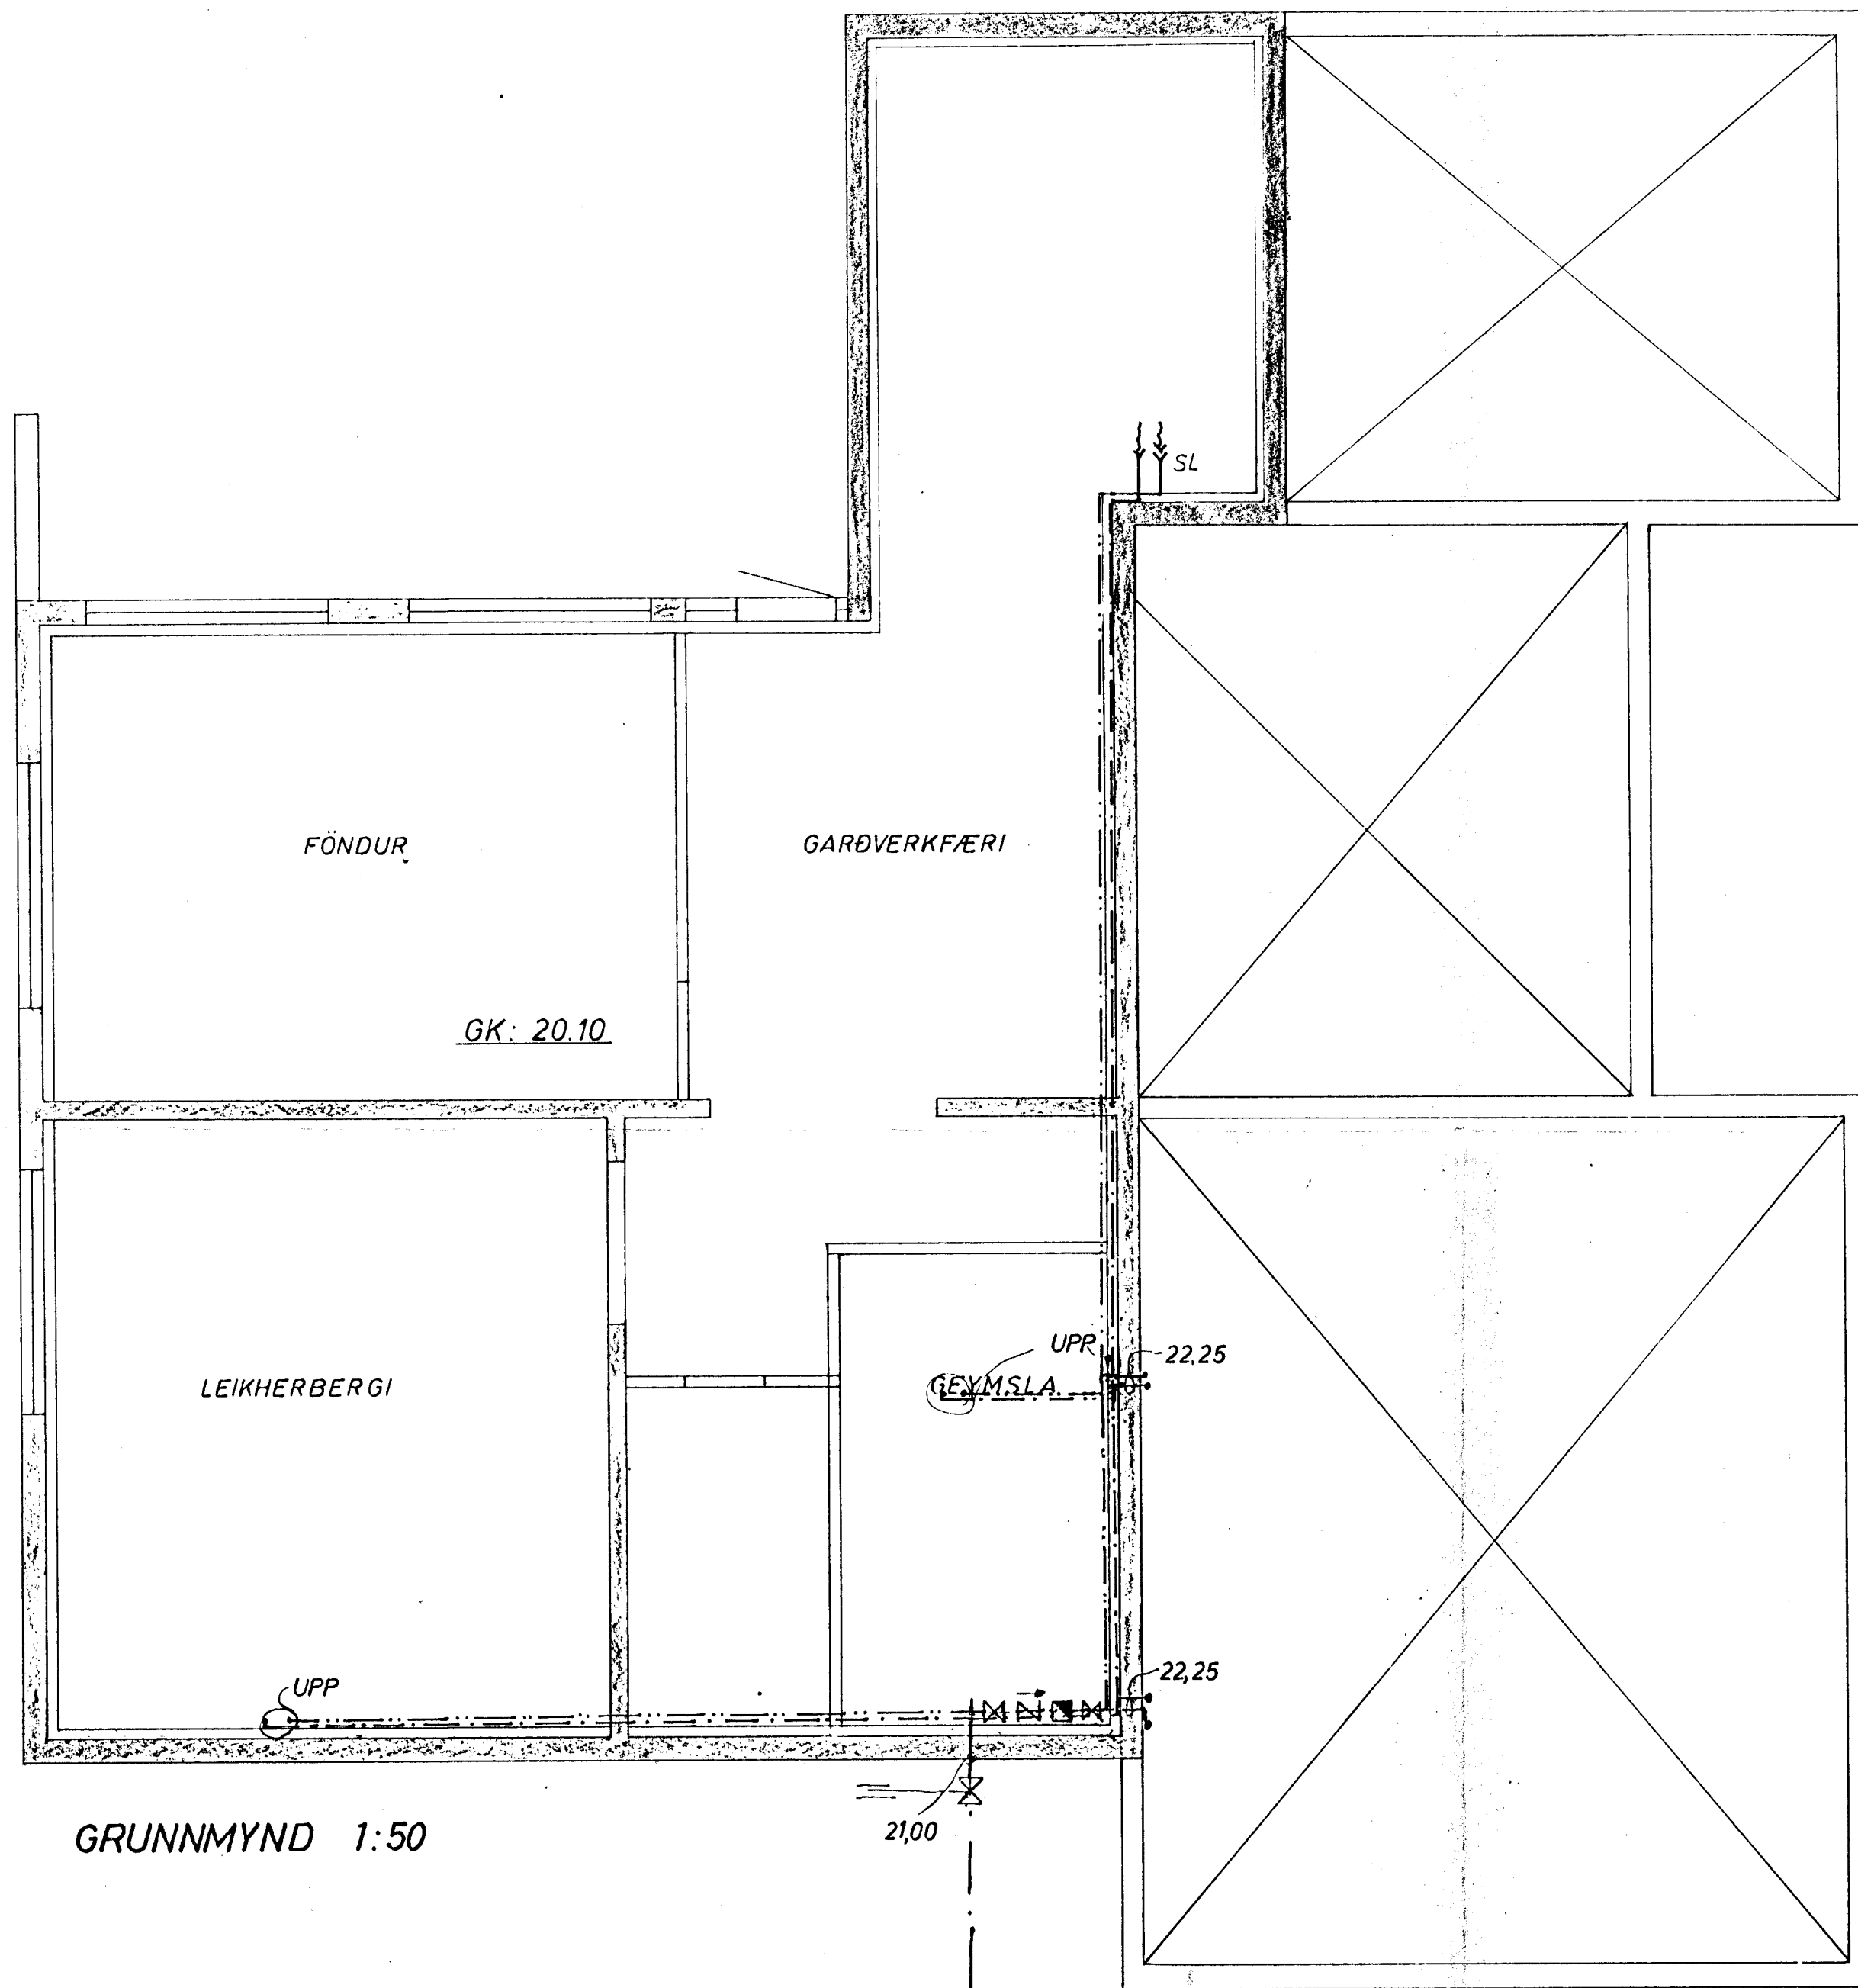 SL
FÖNDUR
GARÐVERKFÆRI
GK: 20.10
UPP
22,25
LEIKHERBERGI
GEYMSLA
22,25
UPP
21,00
GRUNNMYND 1:50